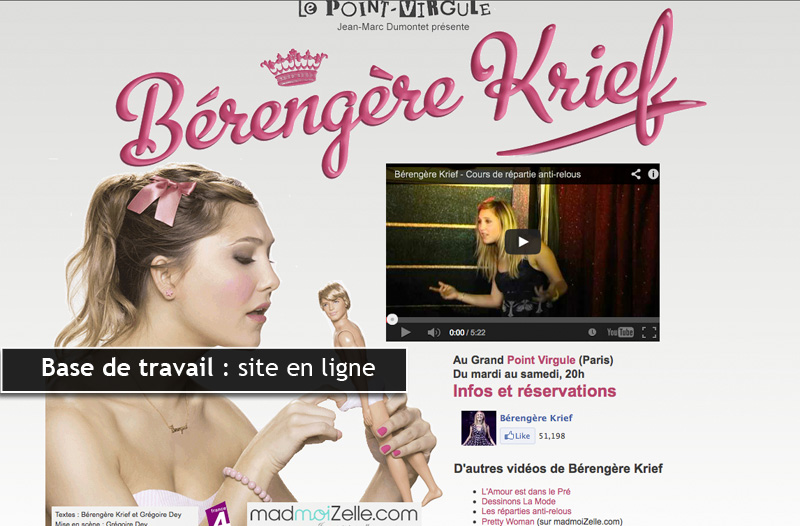 Le POINT-VIRGULE
Jean-Marc Dumontet présente
Bérengère Krief
Bérengère Krief - Cours de répartie anti-relous
0:00 / 5:22
YouTube
Base de travail : site en ligne
Au Grand Point Virgule (Paris)
Du mardi au samedi, 20h
Infos et réservations
Bérengère Krief
Like 51,198
D'autres vidéos de Bérengère Krief
L'Amour est dans le Pré
Dessinons La Mode
Les réparties anti-relous
Pretty Woman (sur madmoiZelle.com)
Textes : Bérengère Krief et Grégoire Dey
Mise en scène : Grégory Dey
france 4
madmoiZelle.com